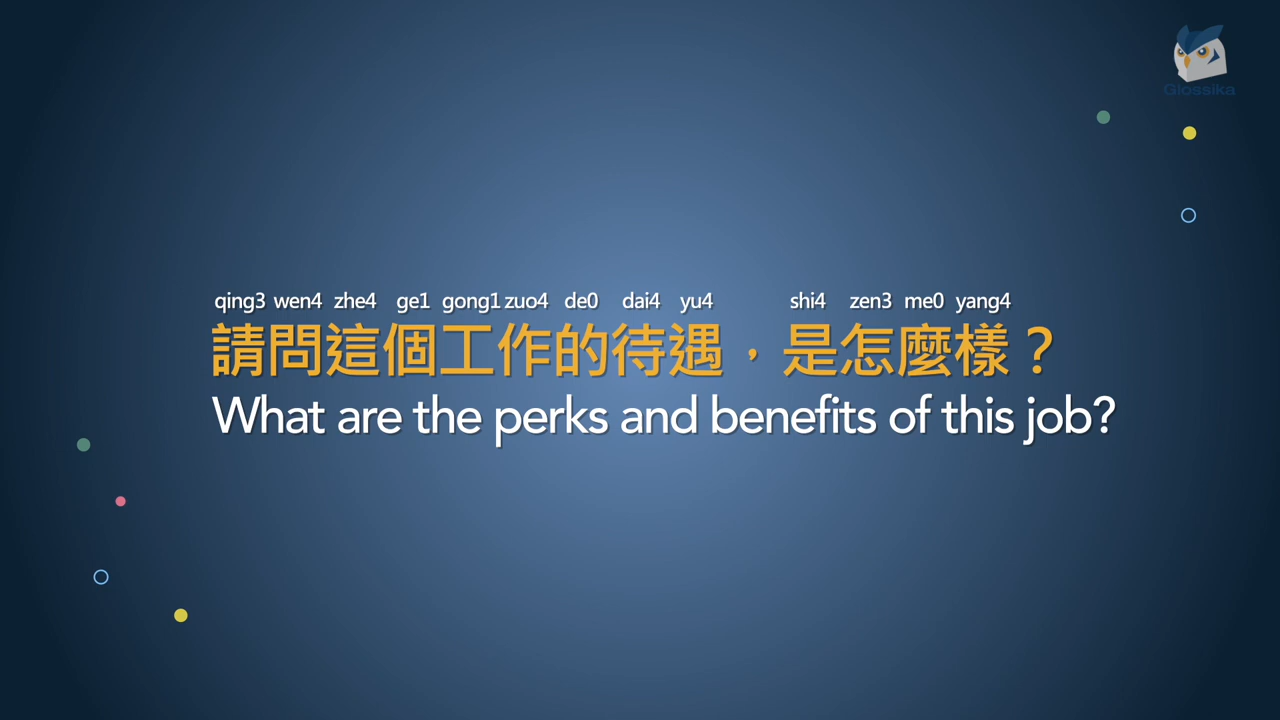 Glossika
qing3 wen4 zhe4 ge1 gong1 zuo4 de0 dai4 yu4 shi4 zen3 me0 yang4
請問這個工作的待遇，是怎麼樣？
What are the perks and benefits of this job?